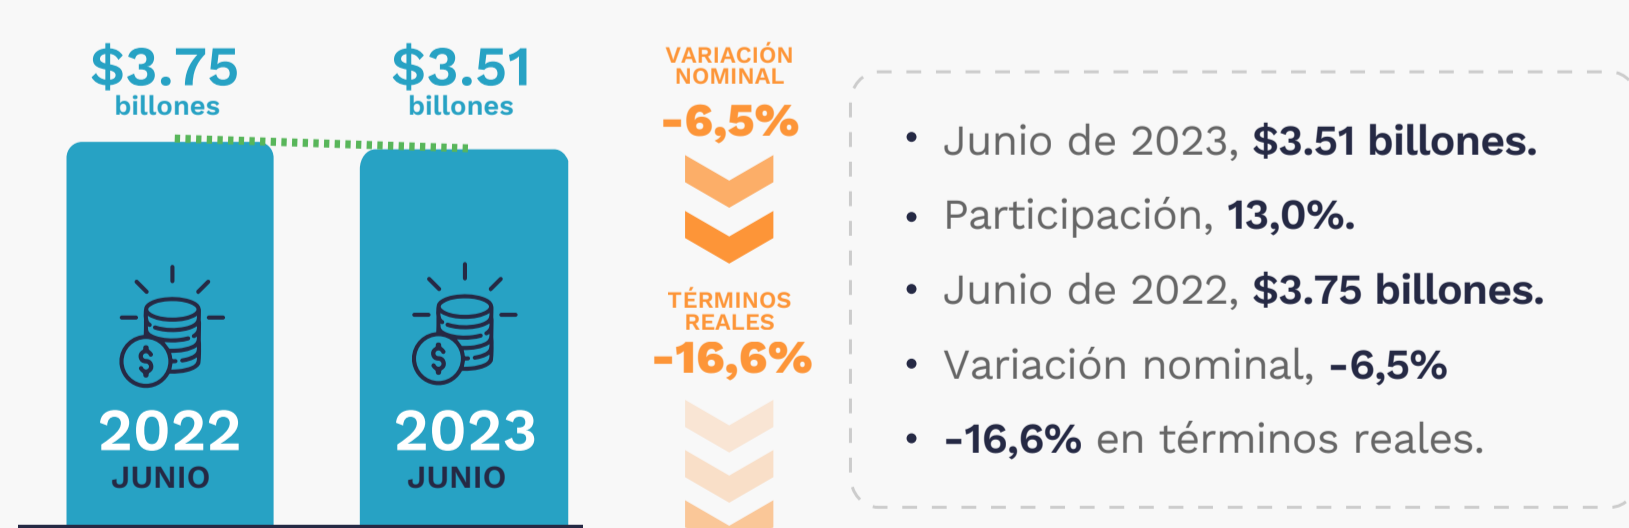 $3.75
billones
$3.51
billones
$
2022
JUNIO
$
2023
JUNIO
VARIACIÓN
NOMINAL
-6,5%
TÉRMINOS
REALES
-16,6%
• Junio de 2023, $3.51 billones.
• Participación, 13,0%.
• Junio de 2022, $3.75 billones.
• Variación nominal, -6,5%
• -16,6% en términos reales.